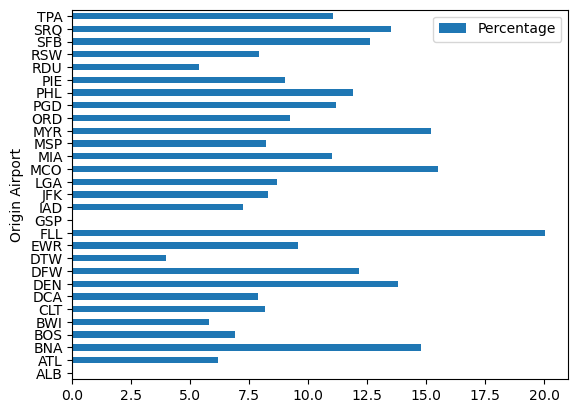 TPA
SRQ
SFB
RSW
RDU
PIE
PHL
PGD
ORD
MYR
MSP
MIA
MCO
LGA
JFK
IAD
GSP
FLL
EWR
DTW
DFW
DEN
DCA
CLT
BWI
BOS
BNA
ATL
ALB
Origin Airport
Percentage
0.0 2.5 5.0 7.5 10.0 12.5 15.0 17.5 20.0